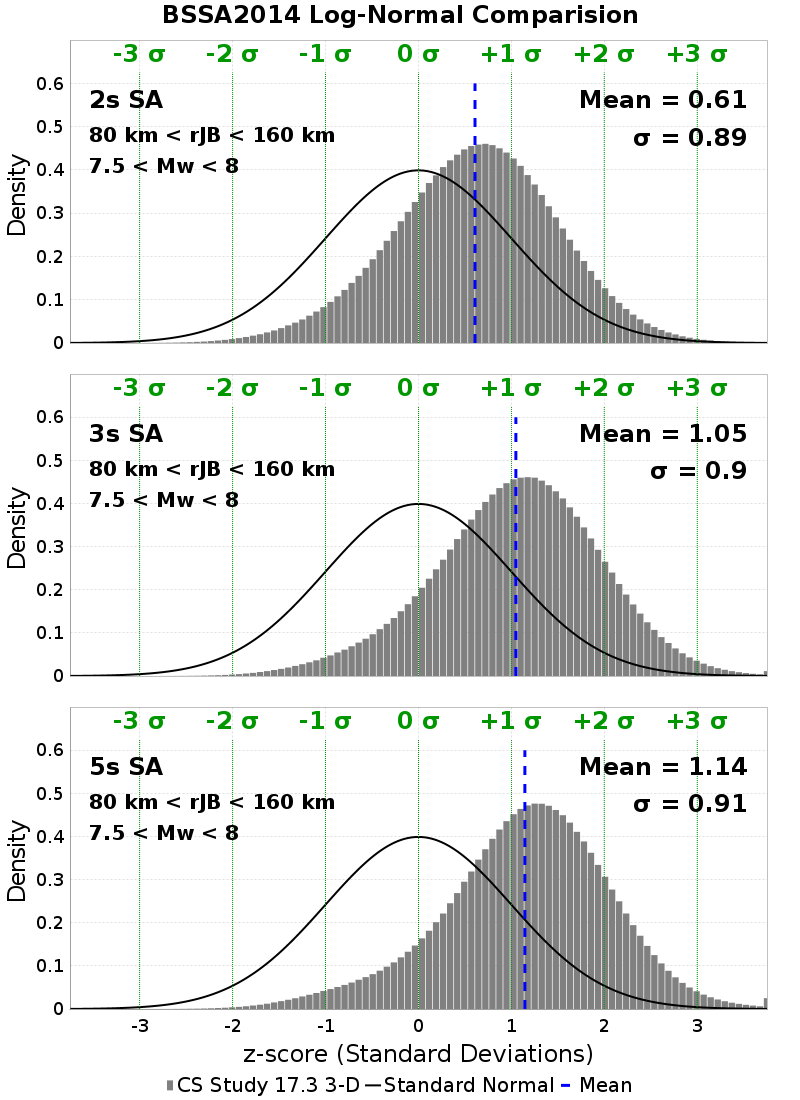 BSSA2014 Log-Normal Comparision
-3 σ -2 σ -1 σ 0 σ +1 σ +2 σ +3 σ
0.6
2s SA Mean = 0.61
0.5
80 km < rJB < 160 km σ = 0.89
7.5 < Mw < 8
0.4
Density
0.3
0.2
0.1
0
-3 σ -2 σ -1 σ 0 σ +1 σ +2 σ +3 σ
0.6
3s SA Mean = 1.05
0.5
80 km < rJB < 160 km σ = 0.9
7.5 < Mw < 8
0.4
Density
0.3
0.2
0.1
0
-3 σ -2 σ -1 σ 0 σ +1 σ +2 σ +3 σ
0.6
5s SA Mean = 1.14
0.5
80 km < rJB < 160 km σ = 0.91
7.5 < Mw < 8
0.4
Density
0.3
0.2
0.1
0
-3 -2 -1 0 1 2 3
z-score (Standard Deviations)
CS Study 17.3 3-D Standard Normal Mean